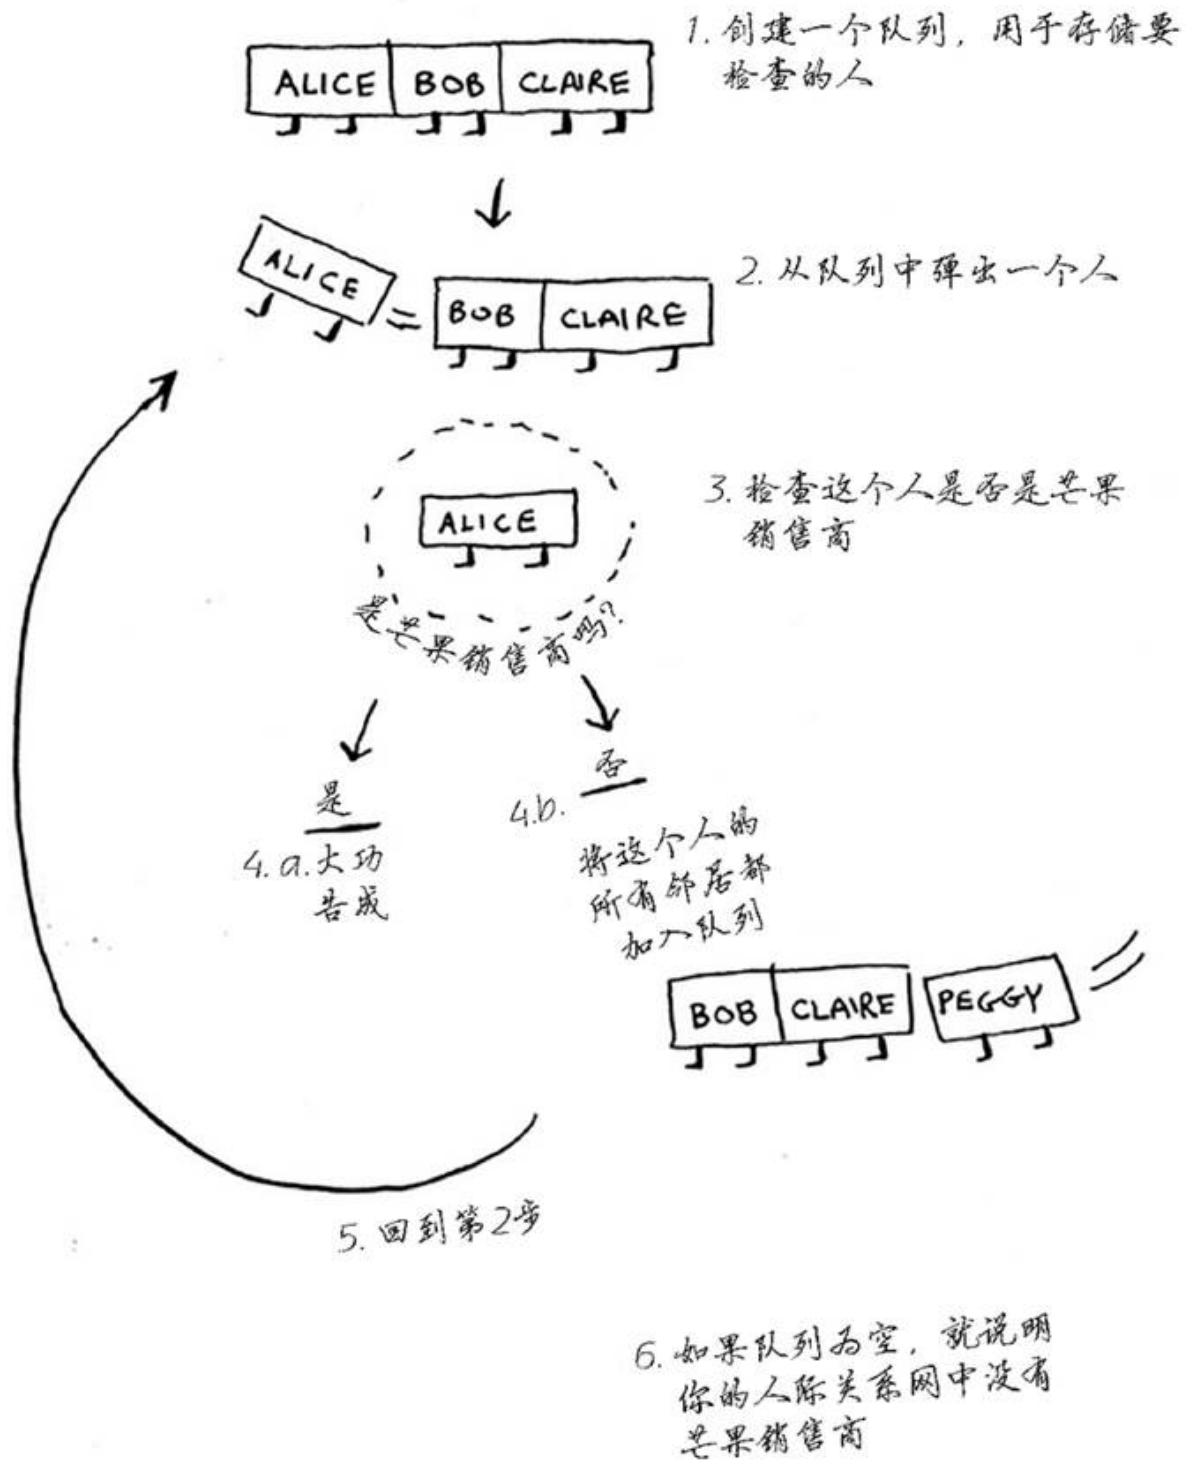 1. 创建一个队列，用于存储要
检查的人
ALICE BOB CLAIRE
ALICE
BOB CLAIRE
2. 从队列中弹出一个人
3. 检查这个人是否是芒果
销售商
ALICE
是芒果销售商吗？
是
4.a. 大功
告成
否
4.b.
将这个人的
所有邻居都
加入队列
BOB CLAIRE PEGGY
5. 回到第2步
6. 如果队列为空，就说明
你的人际关系网中没有
芒果销售商